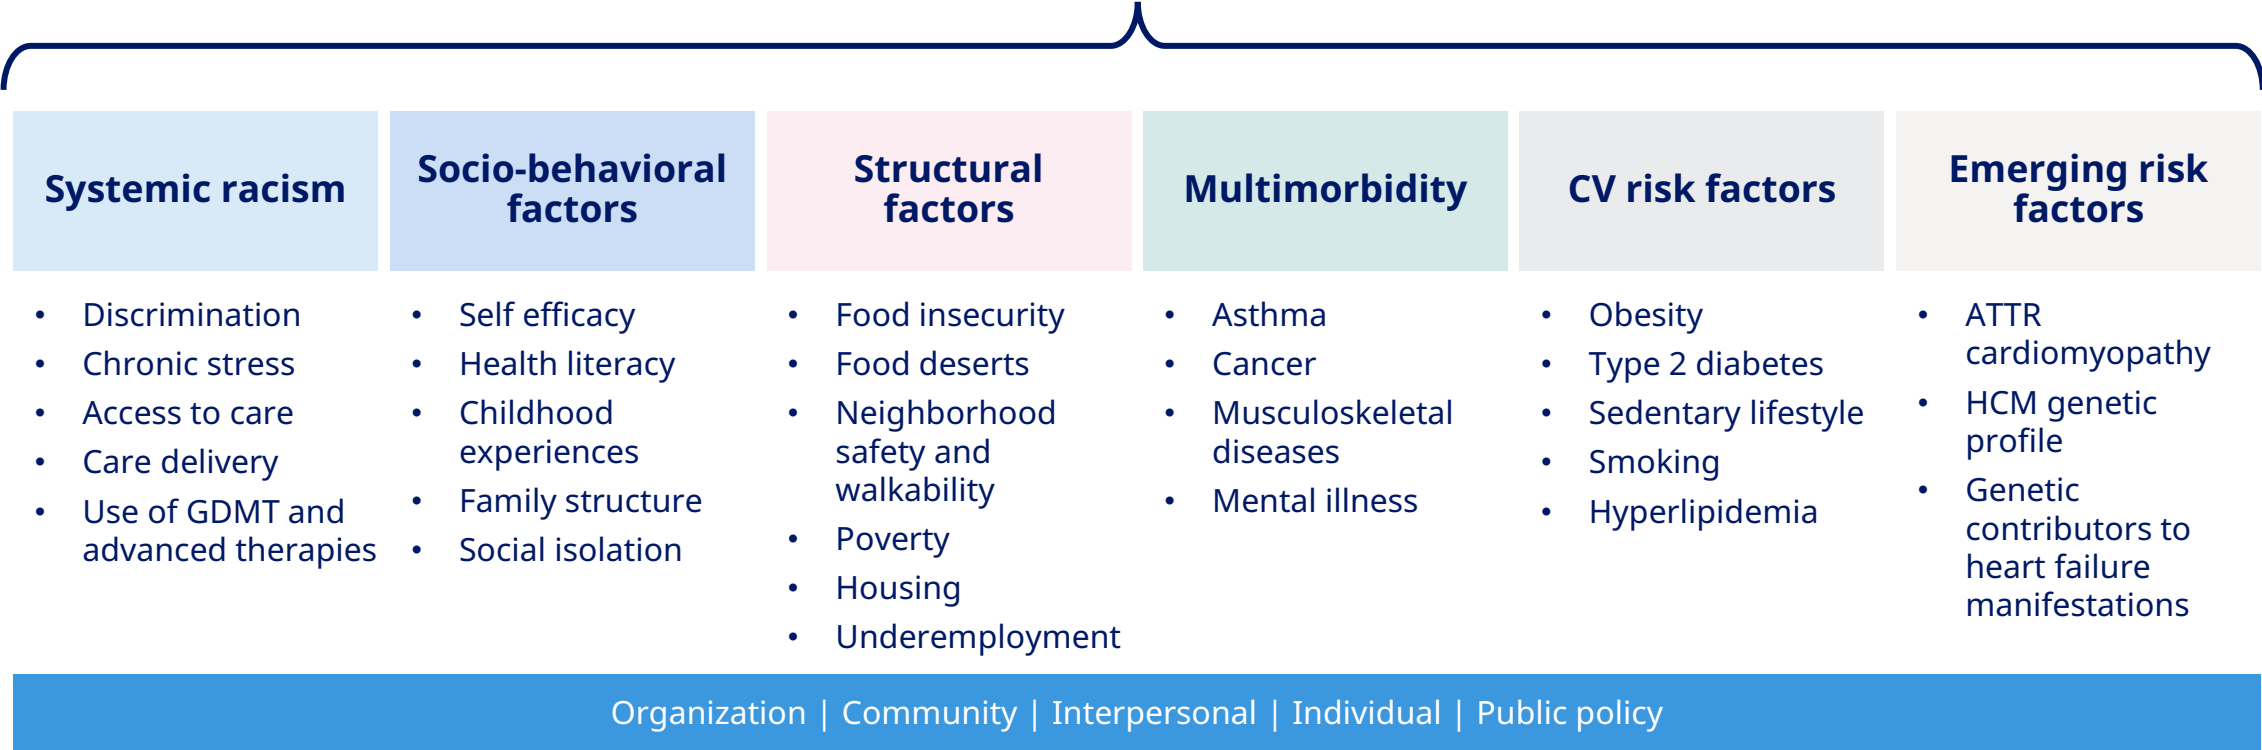 Systemic racism
• Discrimination
• Chronic stress
• Access to care
• Care delivery
• Use of GDMT and
advanced therapies
Socio-behavioral
factors
• Self efficacy
• Health literacy
• Childhood
experiences
• Family structure
• Social isolation
Structural
factors
• Food insecurity
• Food deserts
• Neighborhood
safety and
walkability
• Poverty
• Housing
• Underemployment
Multimorbidity
• Asthma
• Cancer
• Musculoskeletal
diseases
• Mental illness
CV risk factors
• Obesity
• Type 2 diabetes
• Sedentary lifestyle
• Smoking
• Hyperlipidemia
Emerging risk
factors
• ATTR
cardiomyopathy
• HCM genetic
profile
• Genetic
contributors to
heart failure
manifestations
Organization | Community | Interpersonal | Individual | Public policy